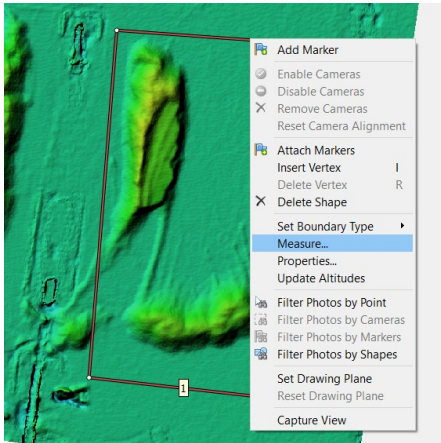 Add Marker
Enable Cameras
Disable Cameras
Remove Cameras
Reset Camera Alignment
Attach Markers
Insert Vertex I
Delete Vertex R
Delete Shape
Set Boundary Type
Measure...
Properties...
Update Altitudes
Filter Photos by Point
Filter Photos by Cameras
Filter Photos by Markers
Filter Photos by Shapes
Set Drawing Plane
Reset Drawing Plane
Capture View
1